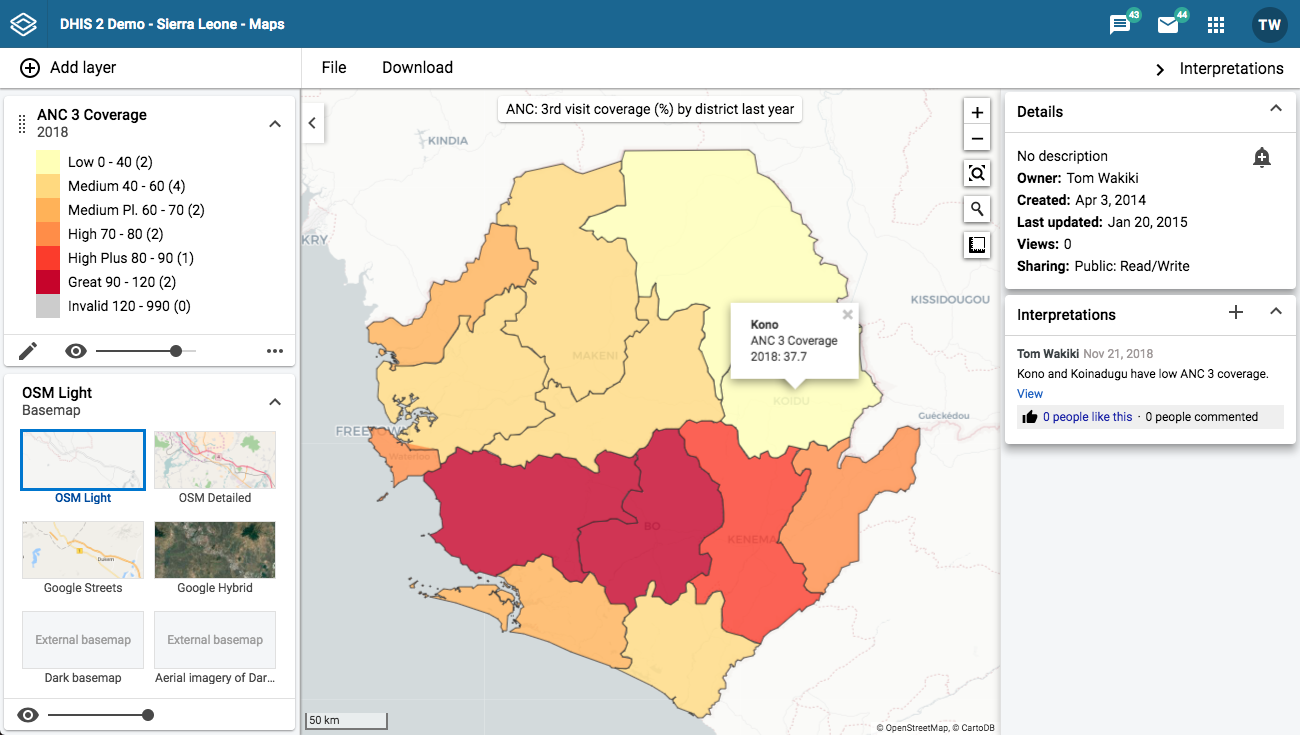 DHIS 2 Demo - Sierra Leone - Maps
43
44
TW
Add layer
File
Download
Interpretations
ANC 3 Coverage
2018
Low 0 - 40 (2)
Medium 40 - 60 (4)
Medium Pl. 60 - 70 (2)
High 70 - 80 (2)
High Plus 80 - 90 (1)
Great 90 - 120 (2)
Invalid 120 - 990 (0)
OSM Light
Basemap
OSM Light
OSM Detailed
Google Streets
Google Hybrid
External basemap
External basemap
Dark basemap
Aerial imagery of Dar...
ANC: 3rd visit coverage (%) by district last year
KINDIA
KRY
KISSIDOUGOU
Kono
ANC 3 Coverage
2018: 37.7
MAKENI
KOIDU
Guéckédou
Waterloo
BO
KENEMA
50 km
© OpenStreetMap, © CartoDB
Details
No description
Owner: Tom Wakiki
Created: Apr 3, 2014
Last updated: Jan 20, 2015
Views: 0
Sharing: Public: Read/Write
Interpretations
Tom Wakiki Nov 21, 2018
Kono and Koinadugu have low ANC 3 coverage.
View
0 people like this · 0 people commented